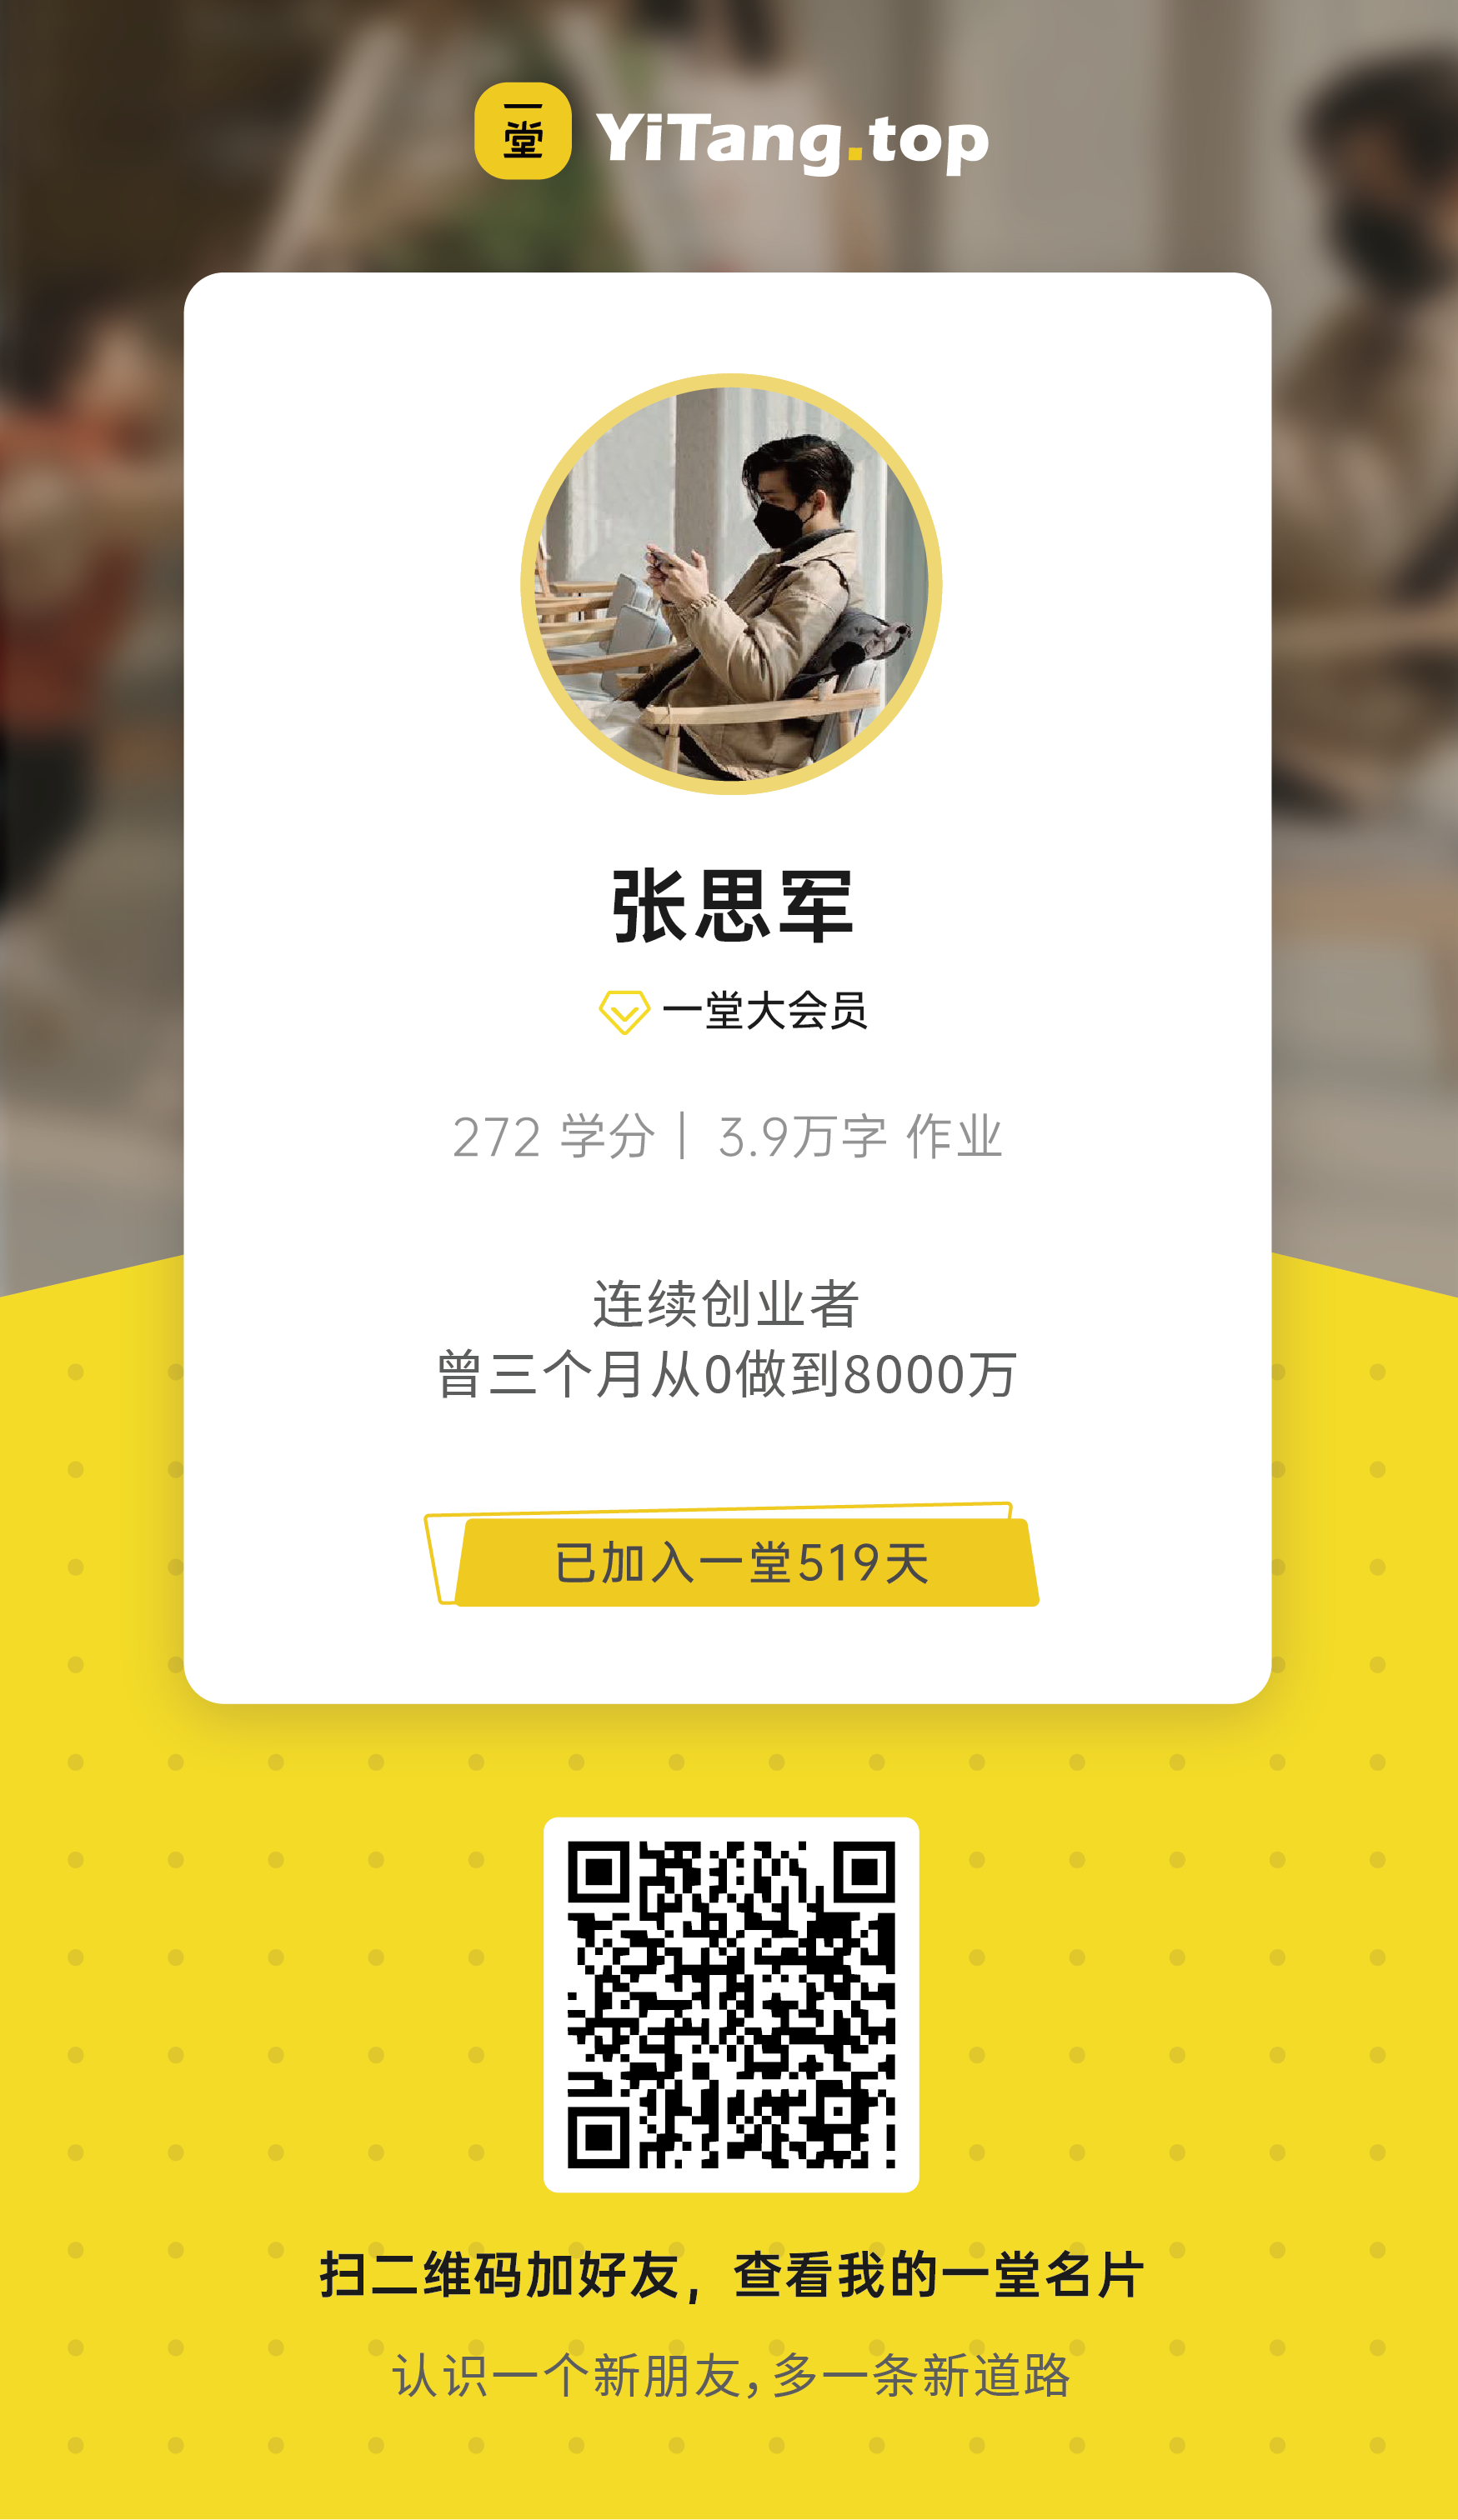 一堂 YiTang.top
张思军
一堂大会员
272 学分｜ 3.9万字 作业
连续创业者
曾三个月从0做到8000万
已加入一堂519天
扫二维码加好友，查看我的一堂名片
认识一个新朋友，多一条新道路